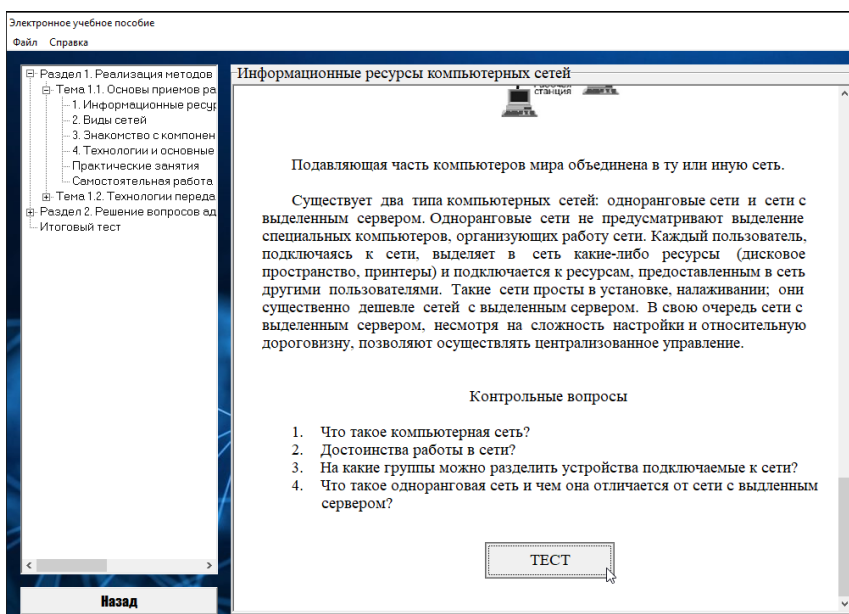 Электронное учебное пособие
Файл Справка
Раздел 1. Реализация методов
Тема 1.1. Основы приемов ра
1. Информационные ресур
2. Виды сетей
3. Знакомство с компонен
4. Технологии и основные
Практические занятия
Самостоятельная работа
Тема 1.2. Технологии переда
Раздел 2. Решение вопросов ад
Итоговый тест
Назад
Информационные ресурсы компьютерных сетей
станция
Подавляющая часть компьютеров мира объединена в ту или иную сеть.
Существует два типа компьютерных сетей: одноранговые сети и сети с
выделенным сервером. Одноранговые сети не предусматривают выделение
специальных компьютеров, организующих работу сети. Каждый пользователь,
подключаясь к сети, выделяет в сеть какие-либо ресурсы (дисковое
пространство, принтеры) и подключается к ресурсам, предоставленным в сеть
другими пользователями. Такие сети просты в установке, налаживании; они
существенно дешевле сетей с выделенным сервером. В свою очередь сети с
выделенным сервером, несмотря на сложность настройки и относительную
дороговизну, позволяют осуществлять централизованное управление.
Контрольные вопросы
1. Что такое компьютерная сеть?
2. Достоинства работы в сети?
3. На какие группы можно разделить устройства подключаемые к сети?
4. Что такое одноранговая сеть и чем она отличается от сети с выдленным
сервером?
ТЕСТ